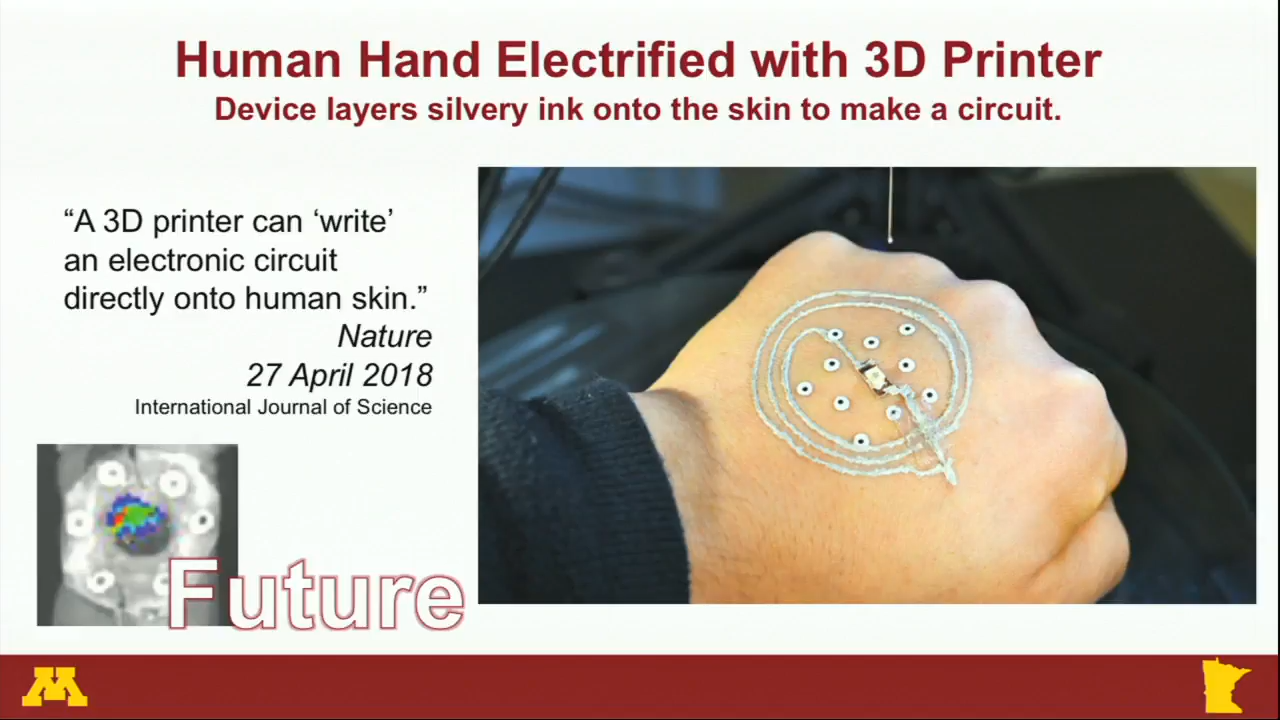 Human Hand Electrified with 3D Printer
Device layers silvery ink onto the skin to make a circuit.
“A 3D printer can ‘write’
an electronic circuit
directly onto human skin.”
Nature
27 April 2018
International Journal of Science
Future
M